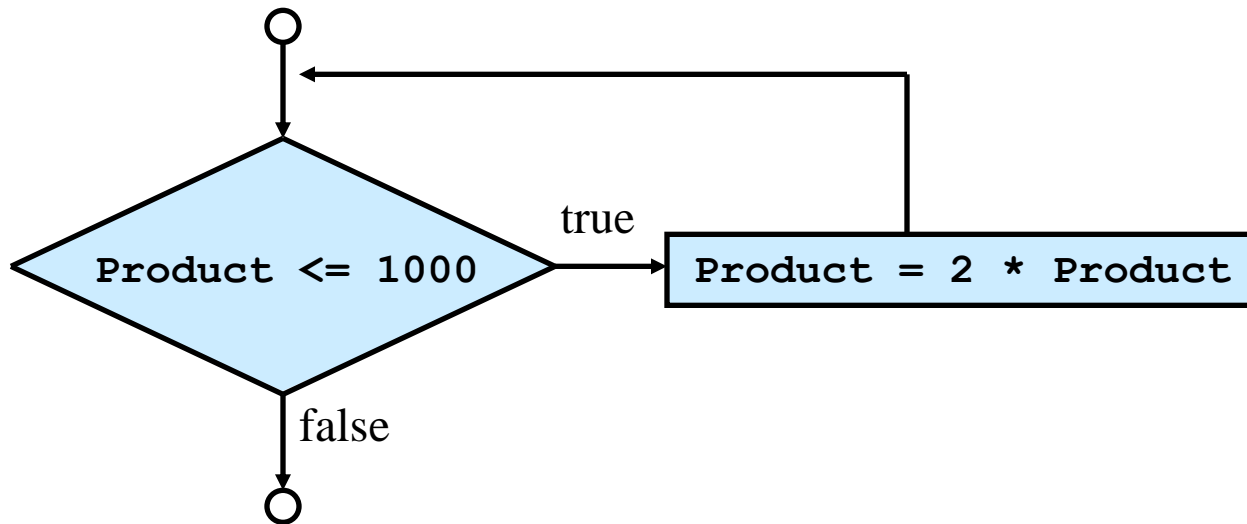 true
Product <= 1000
Product = 2 * Product
false